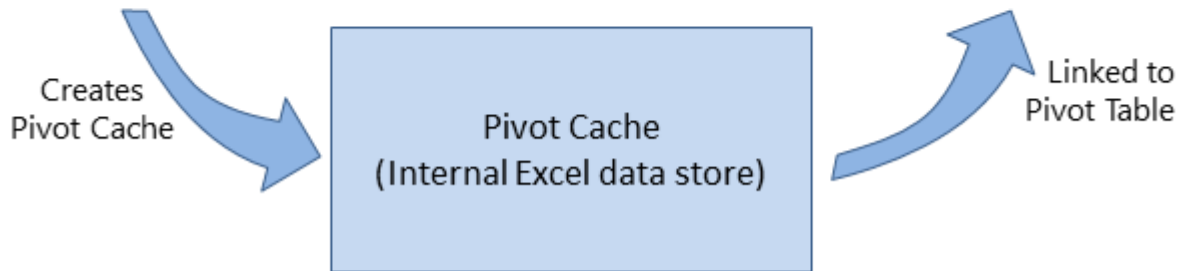 Creates
Pivot Cache
Pivot Cache
(Internal Excel data store)
Linked to
Pivot Table